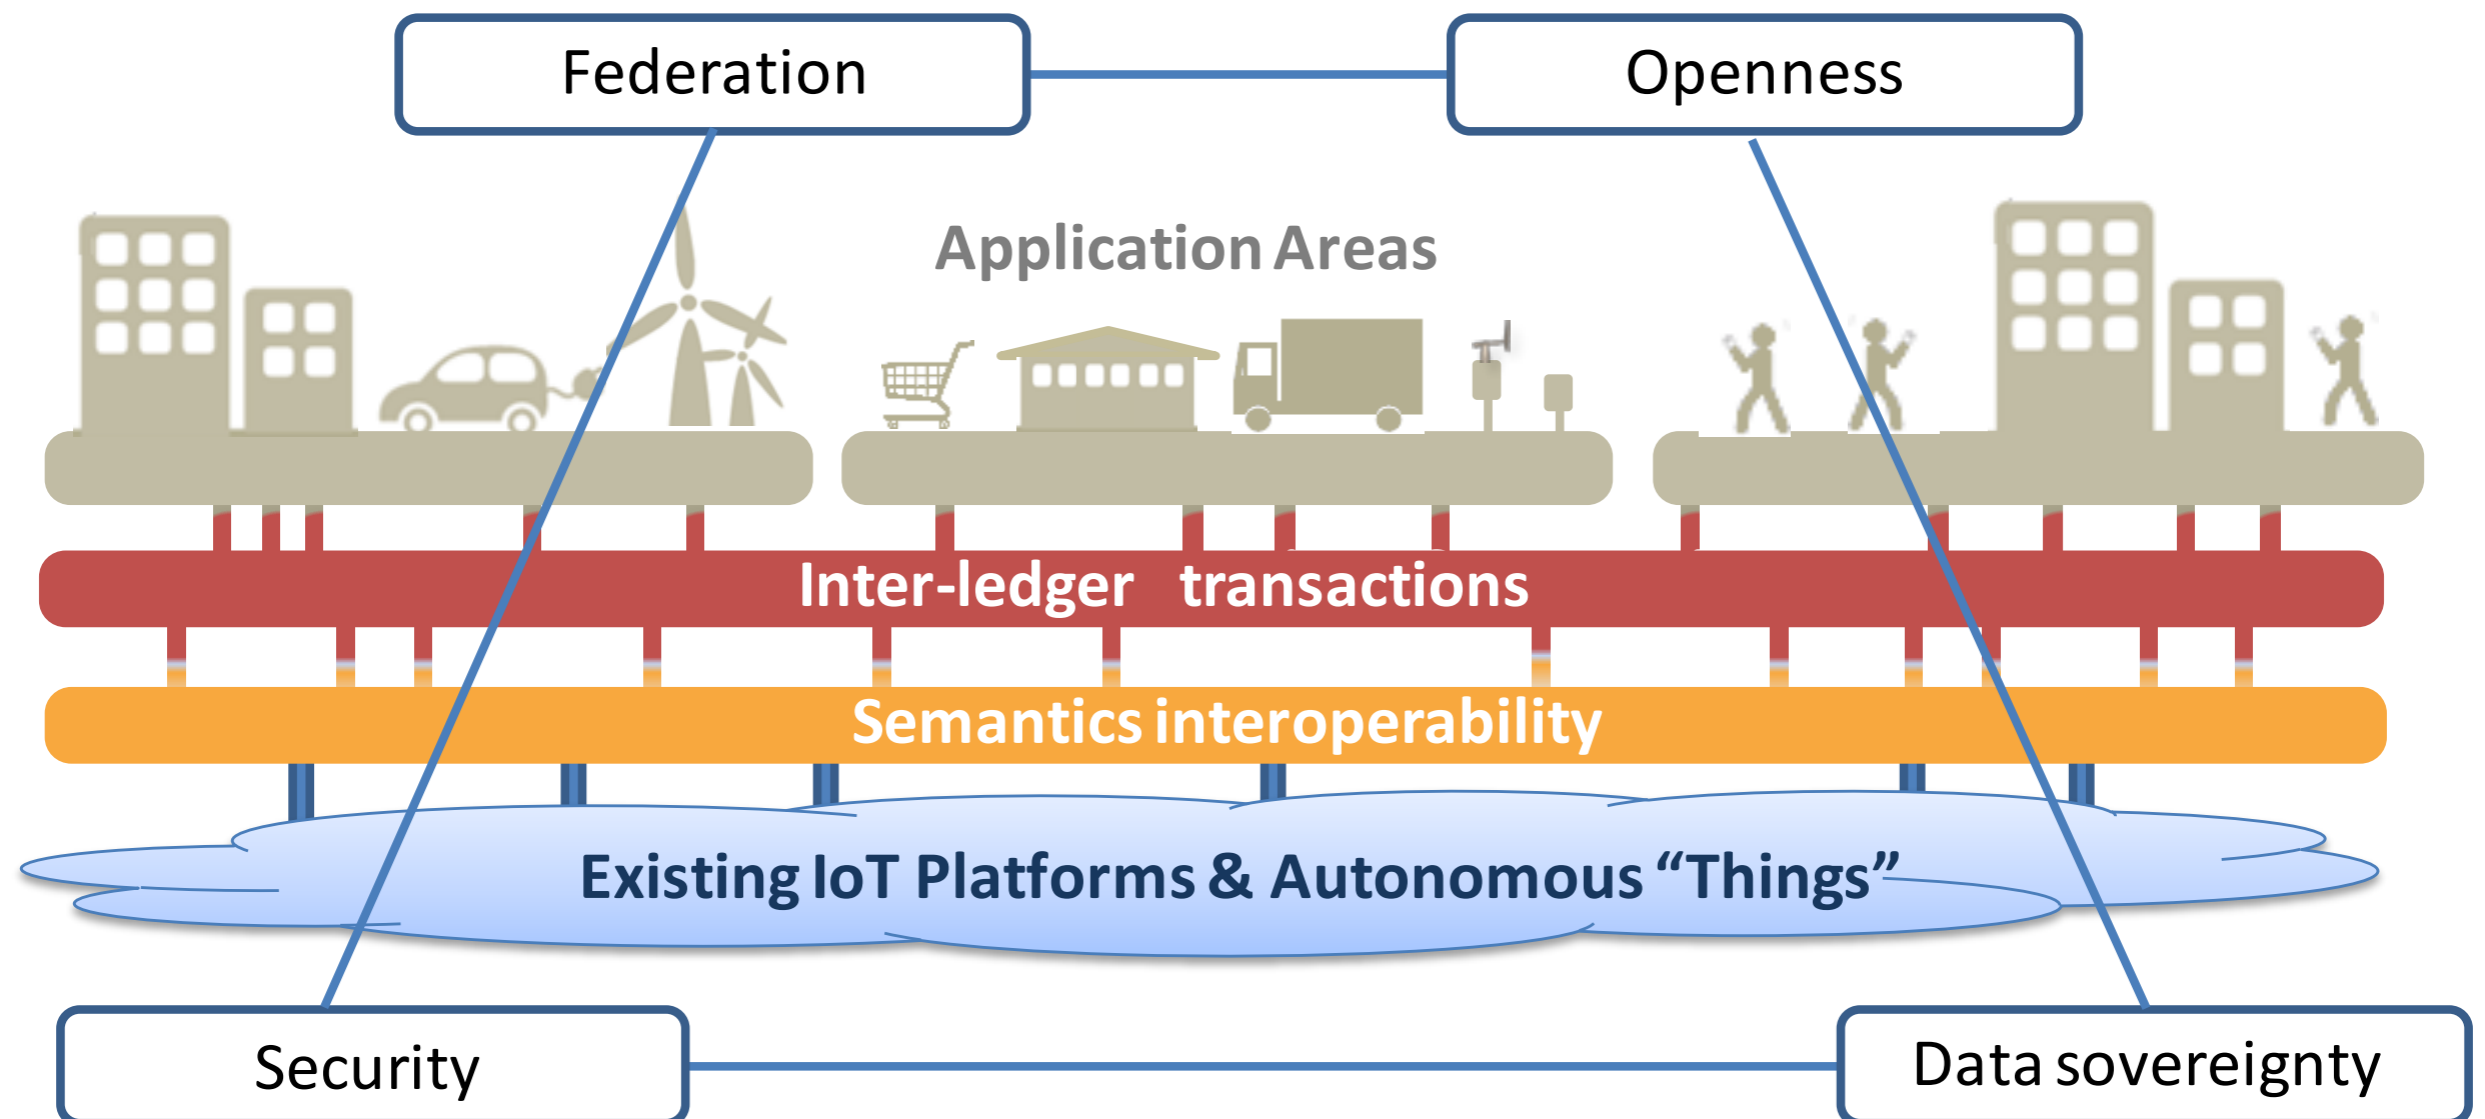 Federation
Openness
Application Areas
Inter-ledger transactions
Semantics interoperability
Existing IoT Platforms & Autonomous “Things”
Security
Data sovereignty